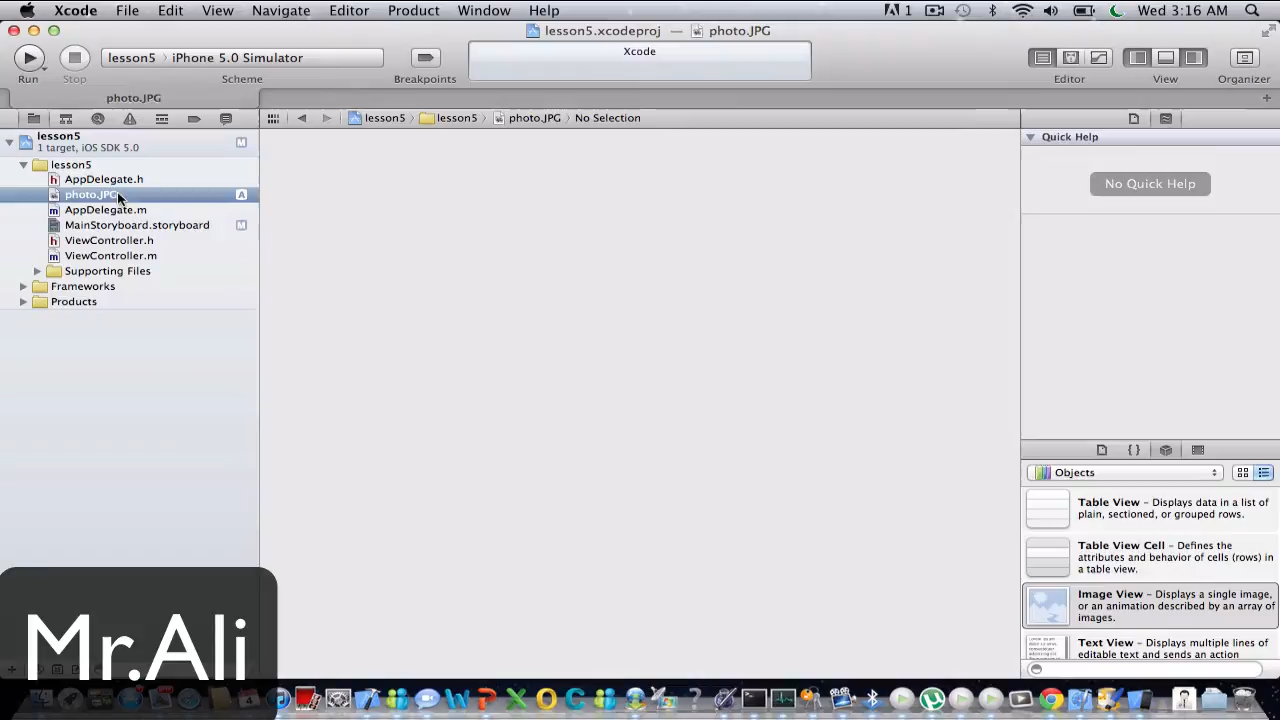 Xcode File Edit View Navigate Editor Product Window Help 1 Wed 3:16 AM
lesson5.xcodeproj — photo.JPG
lesson5 iPhone 5.0 Simulator
Xcode
Run Stop Scheme Breakpoints Editor View Organizer
photo.JPG
lesson5 lesson5 photo.JPG No Selection
lesson5 M
1 target, iOS SDK 5.0
lesson5
AppDelegate.h
photo.JPG A
AppDelegate.m
MainStoryboard.storyboard M
ViewController.h
ViewController.m
Supporting Files
Frameworks
Products
Quick Help
No Quick Help
Objects
Table View – Displays data in a list of
plain, sectioned, or grouped rows.
Table View Cell – Defines the
attributes and behavior of cells (rows) in
a table view.
Image View – Displays a single image,
or an animation described by an array of
images.
Text View – Displays multiple lines of
editable text and sends an action
Mr.Ali